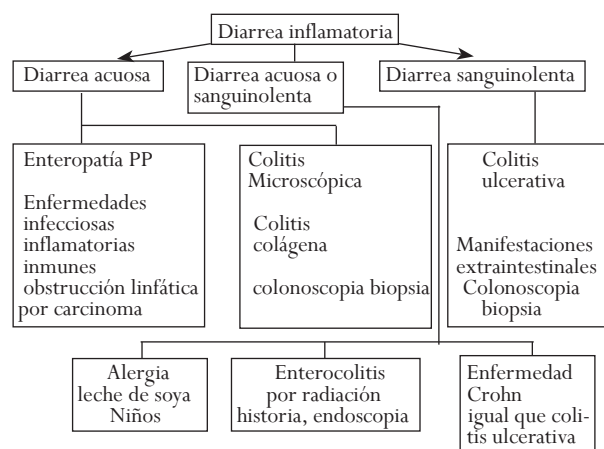 Diarrea inflamatoria
Diarrea acuosa
Diarrea acuosa o
sanguinolenta
Diarrea sanguinolenta
Enteropatía PP
Enfermedades
infecciosas
inflamatorias
inmunes
obstrucción linfática
por carcinoma
Colitis
Microscópica
Colitis
colágena
colonoscopia biopsia
Colitis
ulcerativa
Manifestaciones
extraintestinales
Colonoscopia
biopsia
Alergia
leche de soya
Niños
Enterocolitis
por radiación
historia, endoscopia
Enfermedad
Crohn
igual que coli-
tis ulcerativa